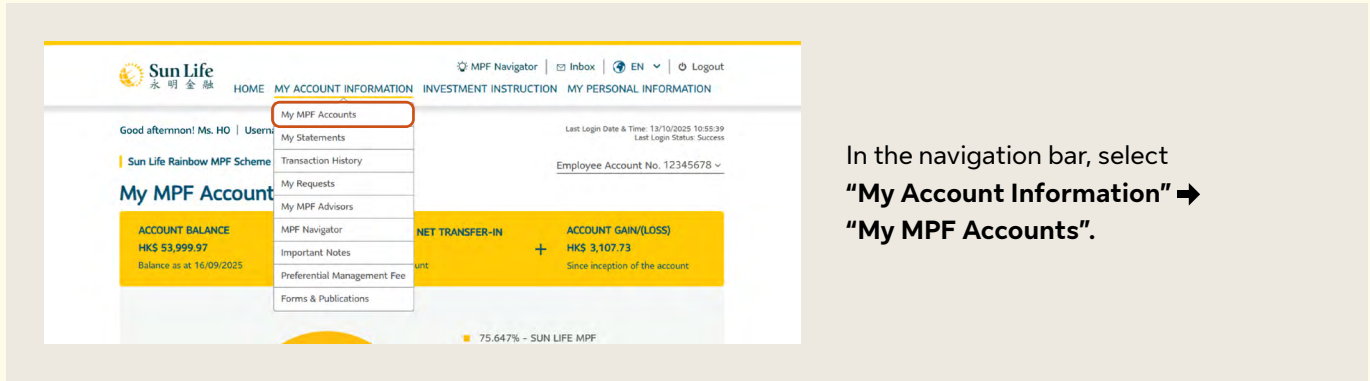 Sun Life
永明金融
MPF Navigator | Inbox | EN | Logout
HOME MY ACCOUNT INFORMATION INVESTMENT INSTRUCTION MY PERSONAL INFORMATION
My MPF Accounts
My Statements
Transaction History
My Requests
My MPF Advisors
MPF Navigator
Important Notes
Preferential Management Fee
Forms & Publications
Good afternnon! Ms. HO |
Last Login Date & Time: 13/10/2025 10:55:39
Last Login Status: Success
Sun Life Rainbow MPF Scheme
Employee Account No. 12345678
My MPF Account
ACCOUNT BALANCE
HK$ 53,999.97
Balance as at 16/09/2025
NET TRANSFER-IN
+
ACCOUNT GAIN/(LOSS)
HK$ 3,107.73
Since inception of the account
75.647% - SUN LIFE MPF
In the navigation bar, select
“My Account Information” ➔
“My MPF Accounts”.